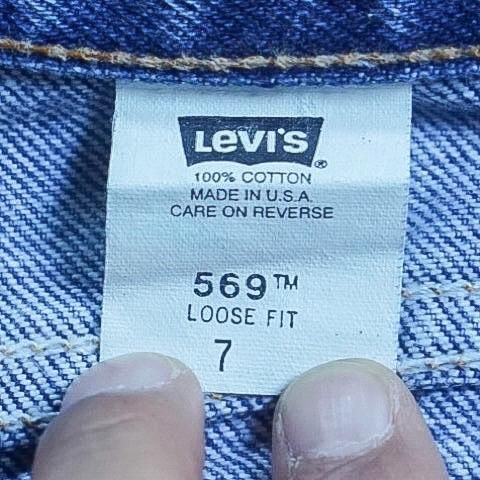 Levi's®
100% COTTON
MADE IN U.S.A.
CARE ON REVERSE
569™
LOOSE FIT
7